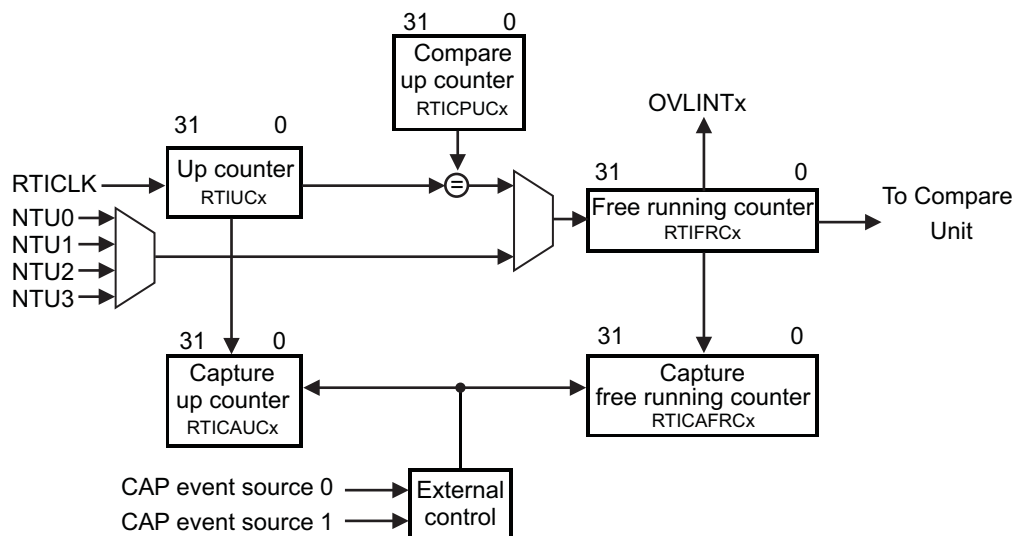 31 0
Compare
up counter
RTICPUCx
OVLINTx
31 0
Up counter
RTIUCx
RTICLK
NTU0
NTU1
NTU2
NTU3
=
31 0
Free running counter
RTIFRCx
To Compare
Unit
31 0
Capture
up counter
RTICAUCx
31 0
Capture
free running counter
RTICAFRCx
CAP event source 0
CAP event source 1
External
control